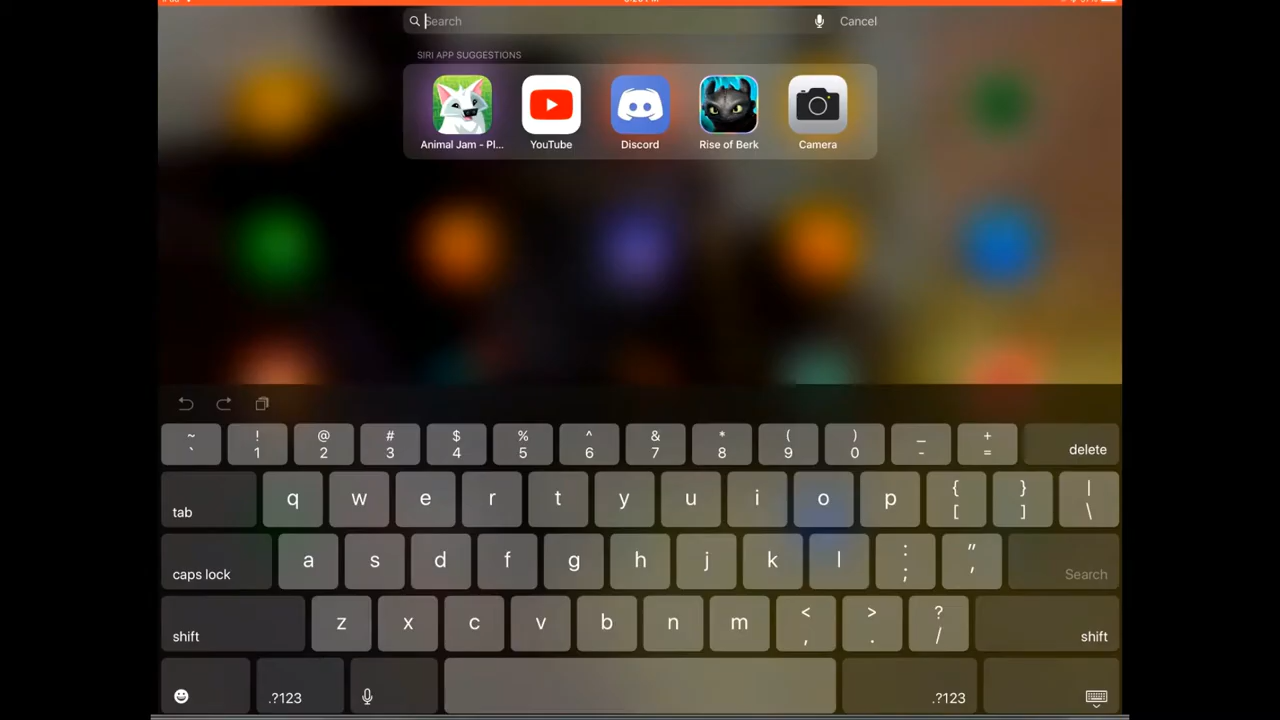 Search
Cancel
SIRI APP SUGGESTIONS
Animal Jam - Pl...
YouTube
Discord
Rise of Berk
Camera
~ ! @ # $ % ^ & * ( ) _ +
` 1 2 3 4 5 6 7 8 9 0 - = delete
tab q w e r t y u i o p { [ } ] | \
caps lock a s d f g h j k l : ; " ' Search
shift z x c v b n m < , > . ? / shift
.?123 .?123